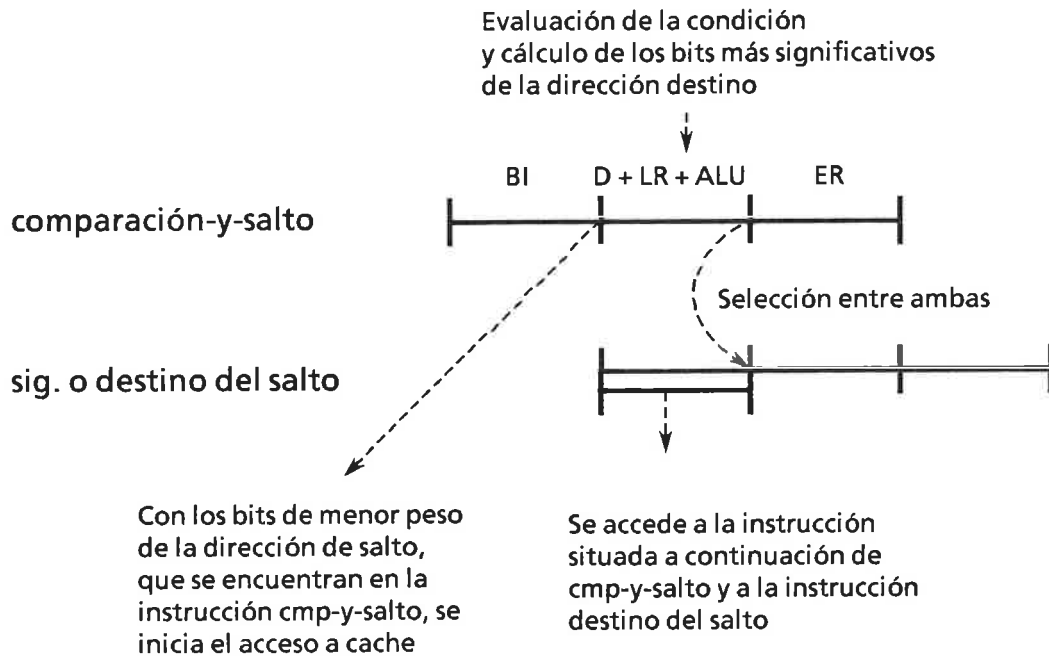 Evaluación de la condición
y cálculo de los bits más significativos
de la dirección destino
BI
D + LR + ALU
ER
comparación-y-salto
Selección entre ambas
sig. o destino del salto
Con los bits de menor peso
de la dirección de salto,
que se encuentran en la
instrucción cmp-y-salto, se
inicia el acceso a cache
Se accede a la instrucción
situada a continuación de
cmp-y-salto y a la instrucción
destino del salto